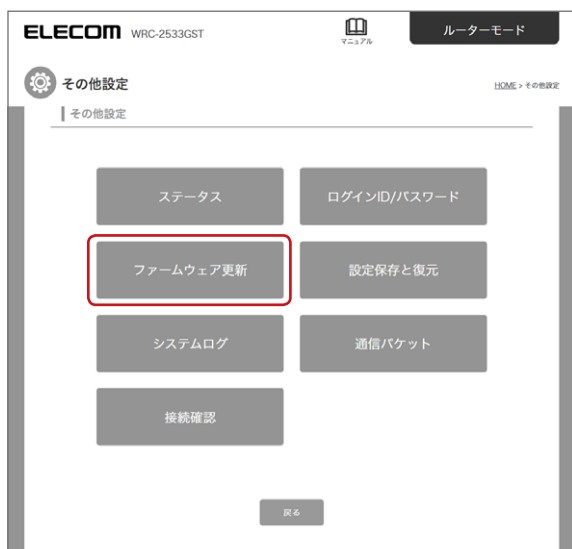 ELECOM WRC-2533GST
マニュアル
ルーターモード
その他設定
HOME > その他設定
その他設定
ステータス
ログインID/パスワード
ファームウェア更新
設定保存と復元
システムログ
通信パケット
接続確認
戻る